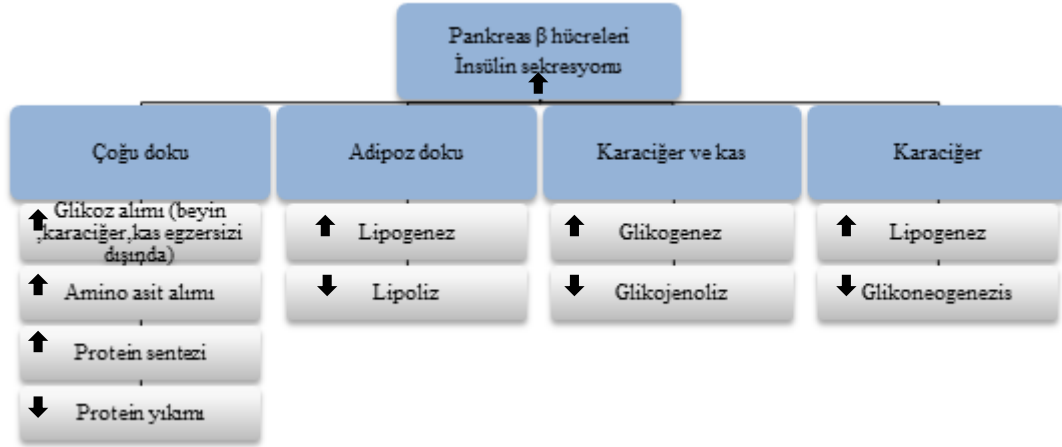 Pankreas β hücreleri
İnsülin sekresyonu
Çoğu doku
Glikoz alımı (beyin
,karaciğer,kas egzersizi
dışında)
Amino asit alımı
Protein sentezi
Protein yıkımı
Adipoz doku
Lipogenez
Lipoliz
Karaciğer ve kas
Glikogenez
Glikojenoliz
Karaciğer
Lipogenez
Glikoneogenezis